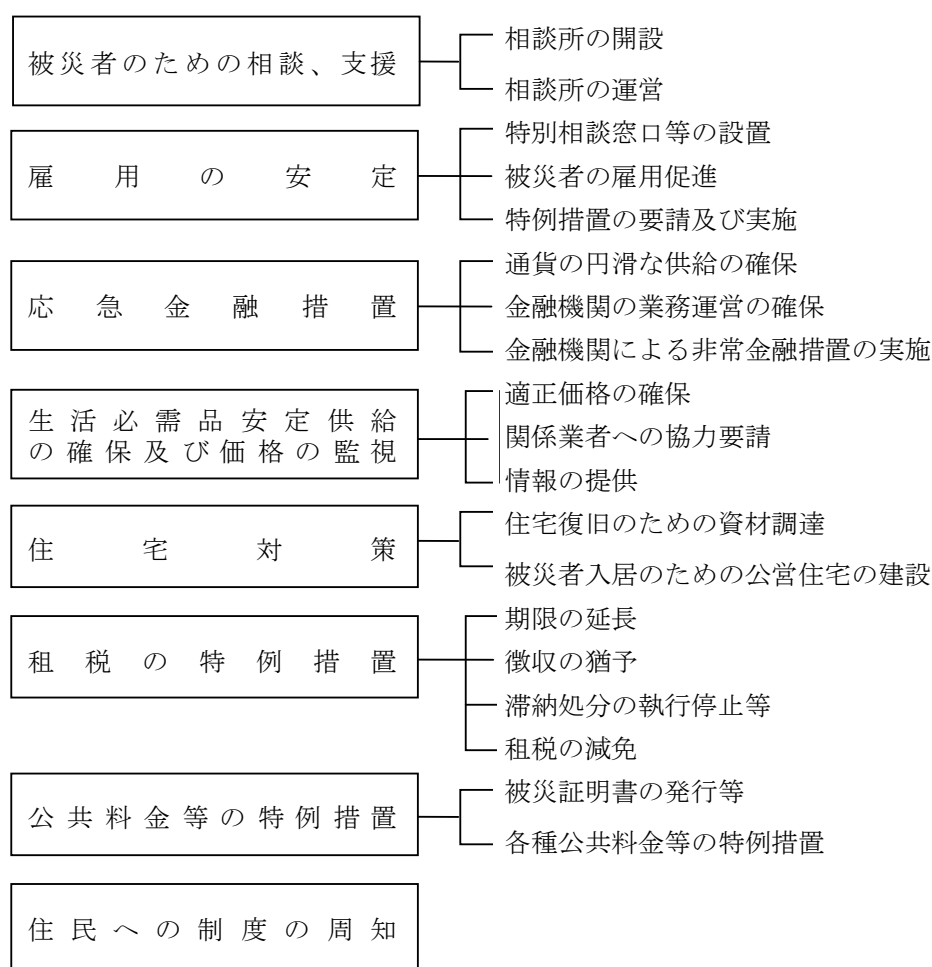 被災者のための相談、支援
相談所の開設
相談所の運営
雇用の安定
特別相談窓口等の設置
被災者の雇用促進
特例措置の要請及び実施
応急金融措置
通貨の円滑な供給の確保
金融機関の業務運営の確保
金融機関による非常金融措置の実施
生活必需品安定供給
の確保及び価格の監視
適正価格の確保
関係業者への協力要請
情報の提供
住宅対策
住宅復旧のための資材調達
被災者入居のための公営住宅の建設
租税の特例措置
期限の延長
徴収の猶予
滞納処分の執行停止等
租税の減免
公共料金等の特例措置
被災証明書の発行等
各種公共料金等の特例措置
住民への制度の周知